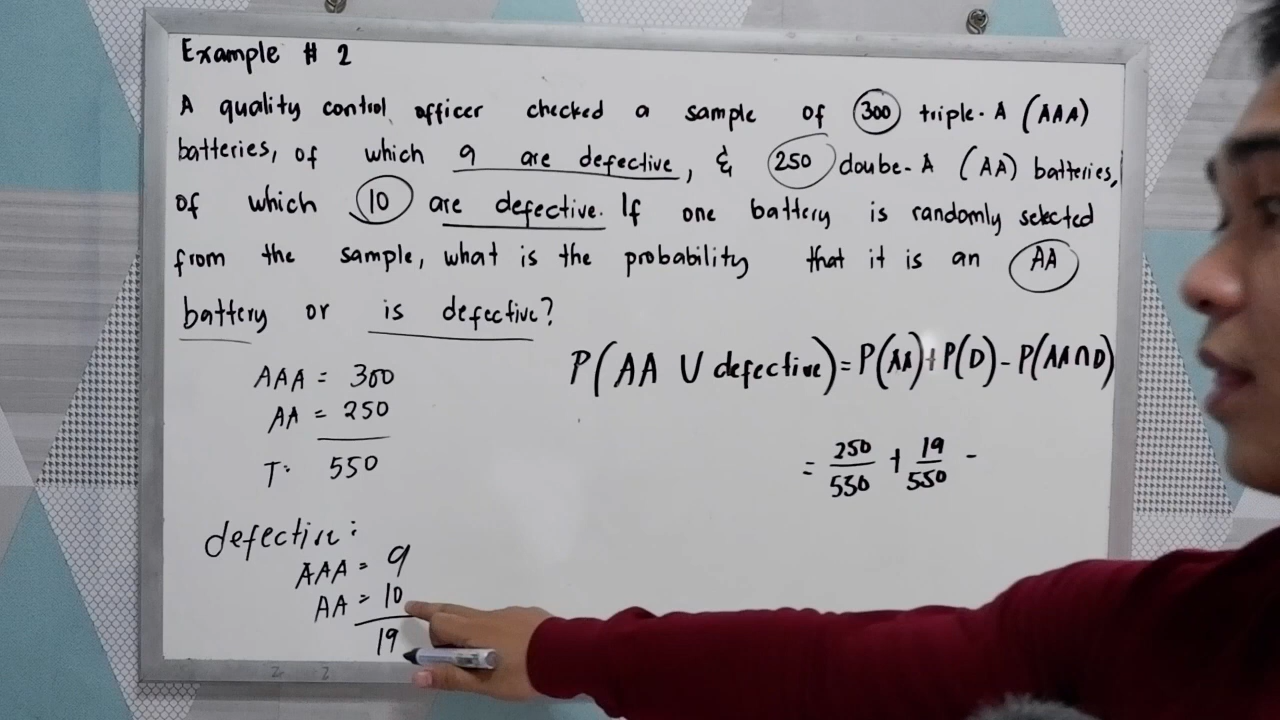 Example # 2
A quality control officer checked a sample of 300 triple-A (AAA)
batteries, of which 9 are defective, & 250 doube-A (AA) batteries,
of which 10 are defective. If one battery is randomly selected
from the sample, what is the probability that it is an AA
battery or is defective?
P(AA ∪ defective) = P(AA) + P(D) - P(AA∩D)
AAA = 300
AA = 250
T: 550
= 250/550 + 19/550 -
defective:
AAA = 9
AA = 10
19